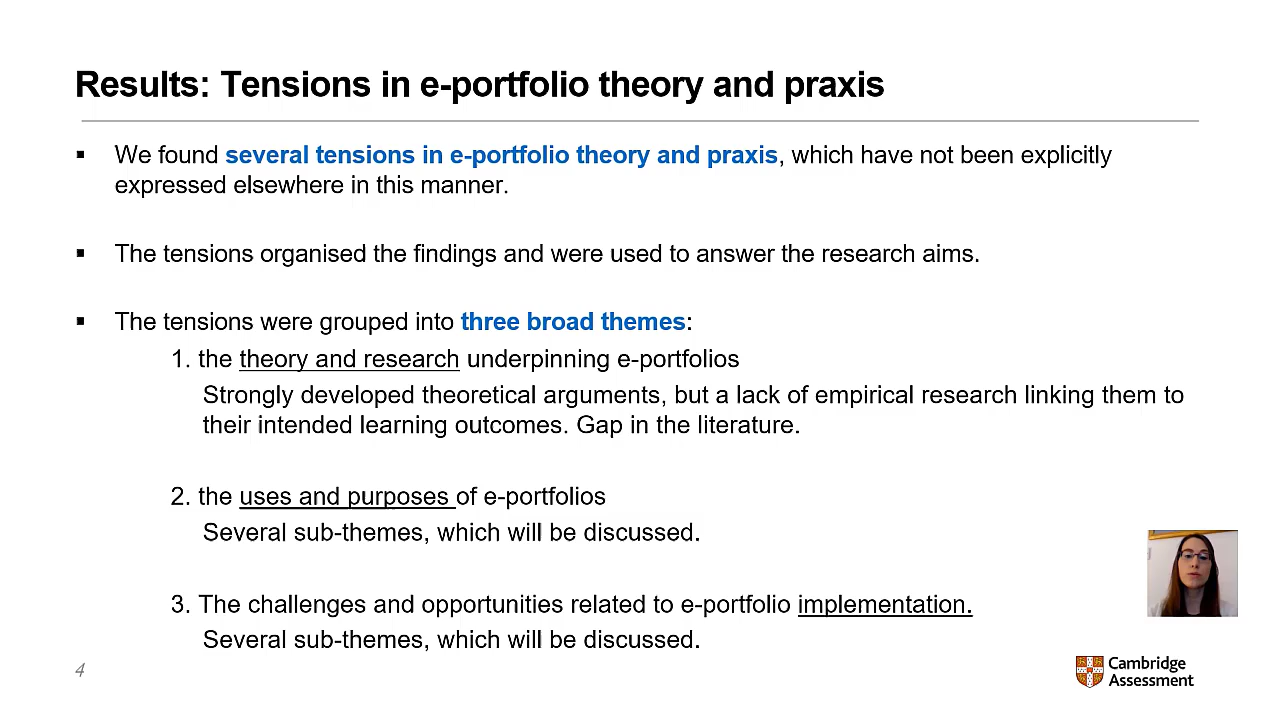 Results: Tensions in e-portfolio theory and praxis
▪ We found several tensions in e-portfolio theory and praxis, which have not been explicitly
expressed elsewhere in this manner.
▪ The tensions organised the findings and were used to answer the research aims.
▪ The tensions were grouped into three broad themes:
1. the theory and research underpinning e-portfolios
Strongly developed theoretical arguments, but a lack of empirical research linking them to
their intended learning outcomes. Gap in the literature.
2. the uses and purposes of e-portfolios
Several sub-themes, which will be discussed.
3. The challenges and opportunities related to e-portfolio implementation.
Several sub-themes, which will be discussed.
4
Cambridge
Assessment